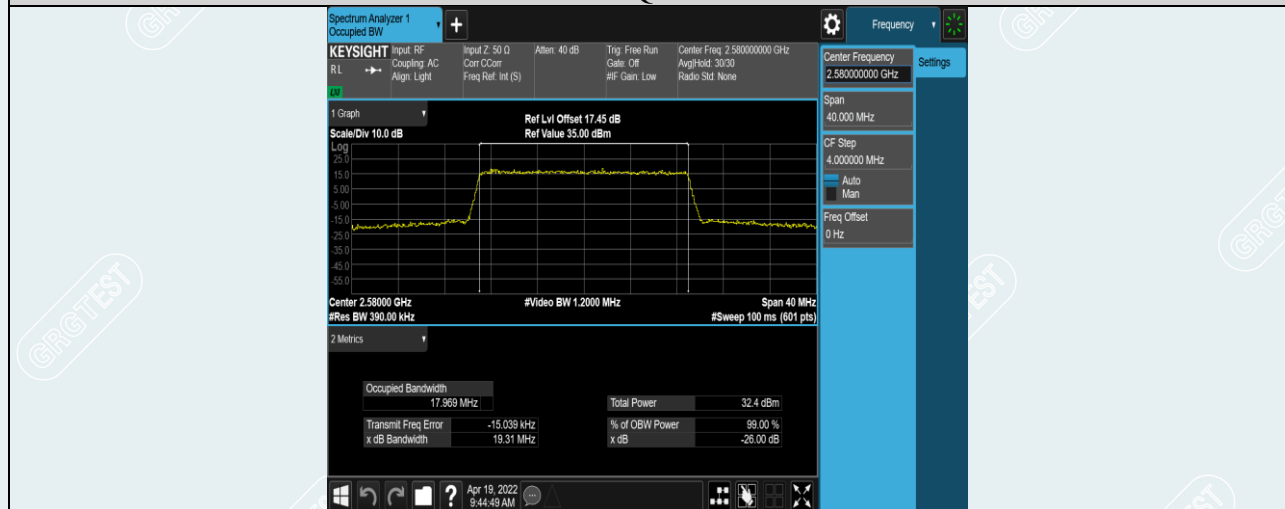 Spectrum Analyzer 1
Occupied BW
+
Frequency
KEYSIGHT
RL
LXI
Input: RF
Coupling: AC
Align: Light
Input Z: 50 Ω
Corr CCorr
Freq Ref: Int (S)
Atten: 40 dB
Trig: Free Run
Gate: Off
#IF Gain: Low
Center Freq: 2.580000000 GHz
Avg|Hold: 30/30
Radio Std: None
Center Frequency
2.580000000 GHz
Settings
Span
40.000 MHz
CF Step
4.000000 MHz
Auto
Man
Freq Offset
0 Hz
1 Graph
Scale/Div 10.0 dB
Ref Lvl Offset 17.45 dB
Ref Value 35.00 dBm
Log
25.0
15.0
5.00
-5.00
-15.0
-25.0
-35.0
-45.0
-55.0
Center 2.58000 GHz
#Video BW 1.2000 MHz
Span 40 MHz
#Res BW 390.00 kHz
#Sweep 100 ms (601 pts)
2 Metrics
Occupied Bandwidth
17.969 MHz
Total Power 32.4 dBm
Transmit Freq Error -15.039 kHz
% of OBW Power 99.00 %
x dB Bandwidth 19.31 MHz
x dB -26.00 dB
?
Apr 19, 2022
9:44:49 AM
GRGTEST
GRGTEST